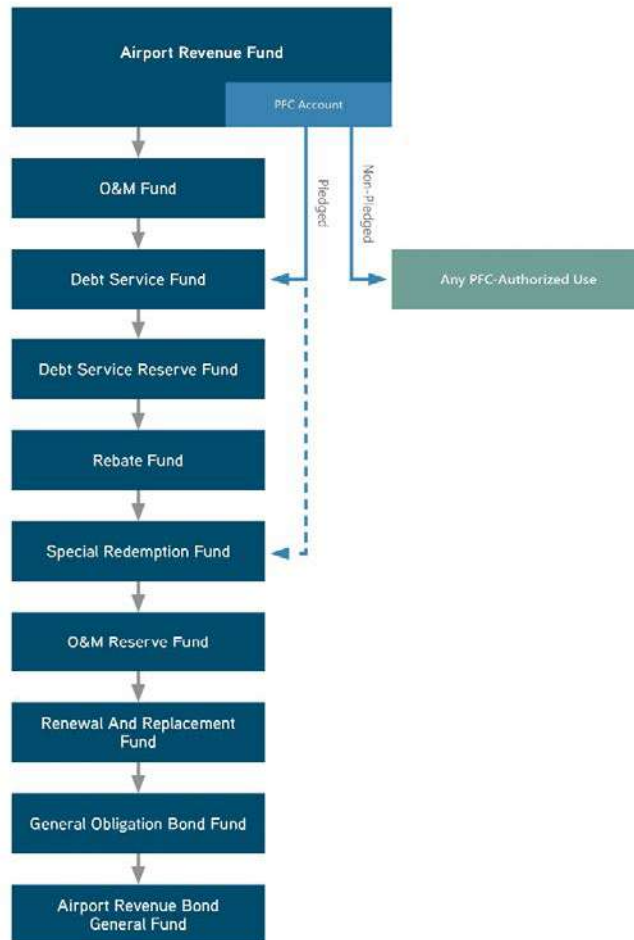 Airport Revenue Fund
PFC Account
Pledged
Non-Pledged
O&M Fund
Debt Service Fund
Any PFC-Authorized Use
Debt Service Reserve Fund
Rebate Fund
Special Redemption Fund
O&M Reserve Fund
Renewal And Replacement
Fund
General Obligation Bond Fund
Airport Revenue Bond
General Fund